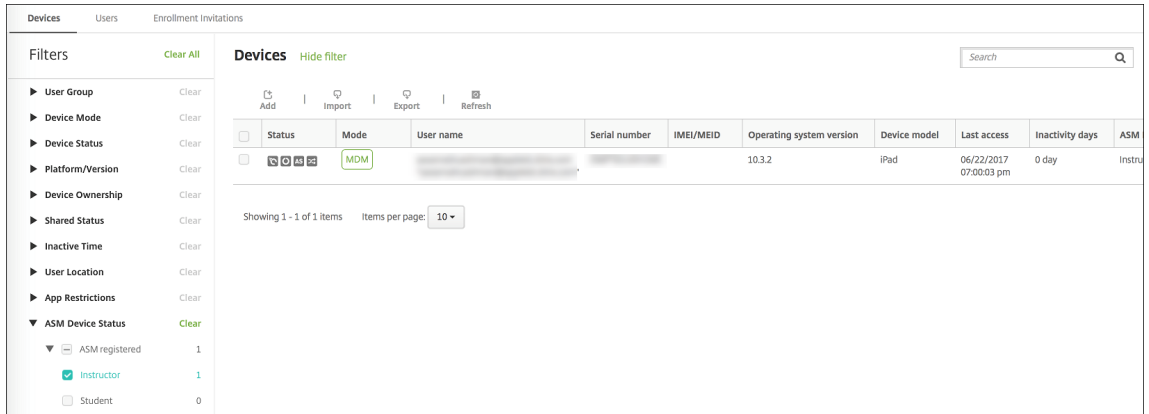 Devices Users Enrollment Invitations
Filters Clear All
User Group Clear
Device Mode Clear
Device Status Clear
Platform/Version Clear
Device Ownership Clear
Shared Status Clear
Inactive Time Clear
User Location Clear
App Restrictions Clear
ASM Device Status Clear
ASM registered 1
Instructor 1
Student 0
Devices Hide filter
Search
Add | Import | Export | Refresh
Status Mode User name Serial number IMEI/MEID Operating system version Device model Last access Inactivity days ASM
AS MDM 10.3.2 iPad 06/22/2017 0 day Instru
07:00:03 pm
Showing 1 - 1 of 1 items Items per page: 10